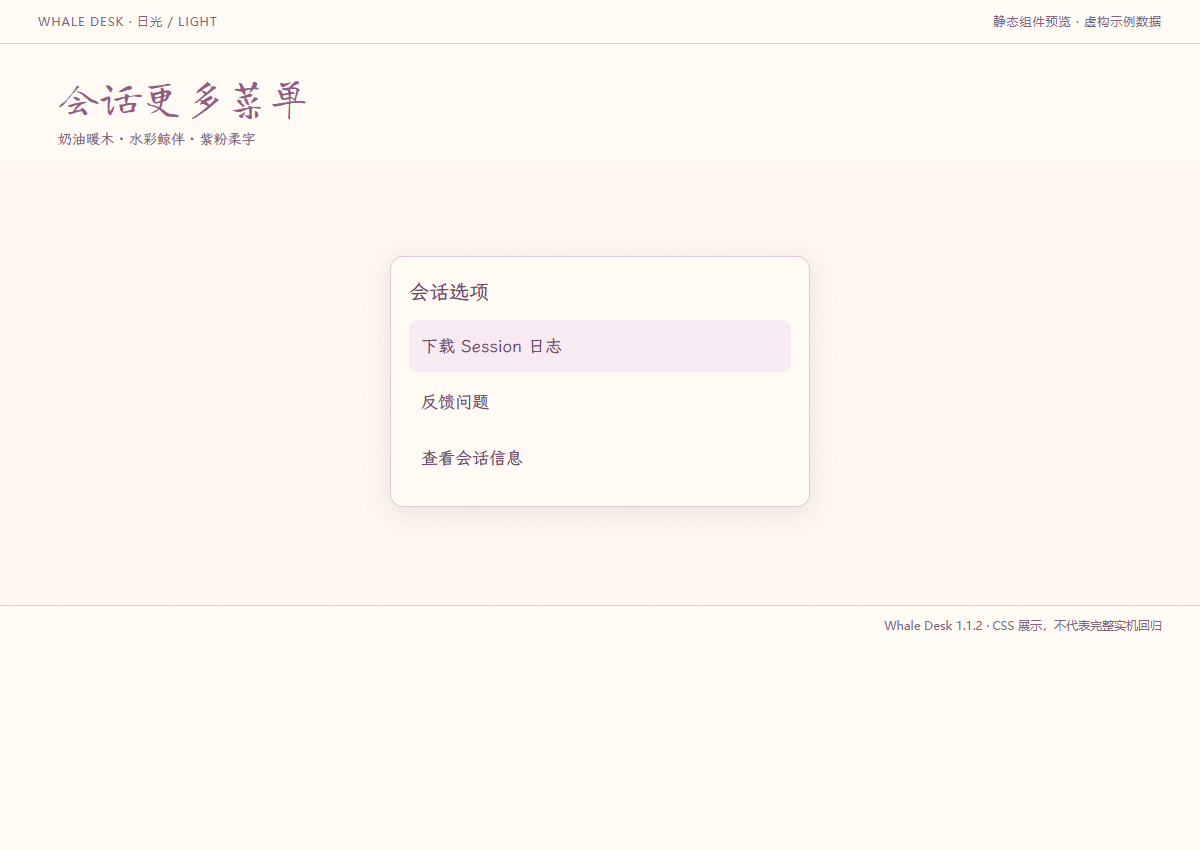 WHALE DESK · 日光 / LIGHT
静态组件预览 · 虚构示例数据
会话更多菜单
奶油暖木 · 水彩鲸伴 · 紫粉柔字
会话选项
下载 Session 日志
反馈问题
查看会话信息
Whale Desk 1.1.2 · CSS 展示，不代表完整实机回归